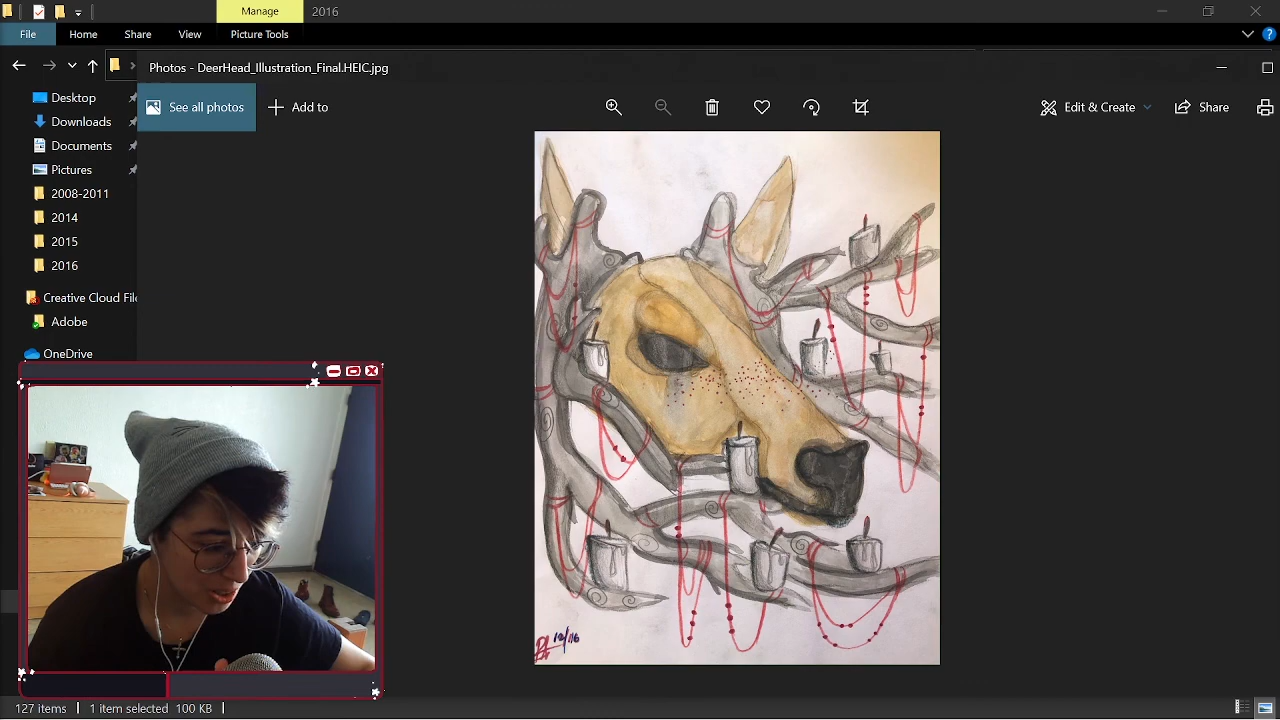 Manage 2016
File Home Share View Picture Tools
Photos - DeerHead_Illustration_Final.HEIC.jpg
See all photos Add to Edit & Create Share
Desktop
Downloads
Documents
Pictures
2008-2011
2014
2015
2016
Creative Cloud Fil
Adobe
OneDrive
12/16
127 items 1 item selected 100 KB